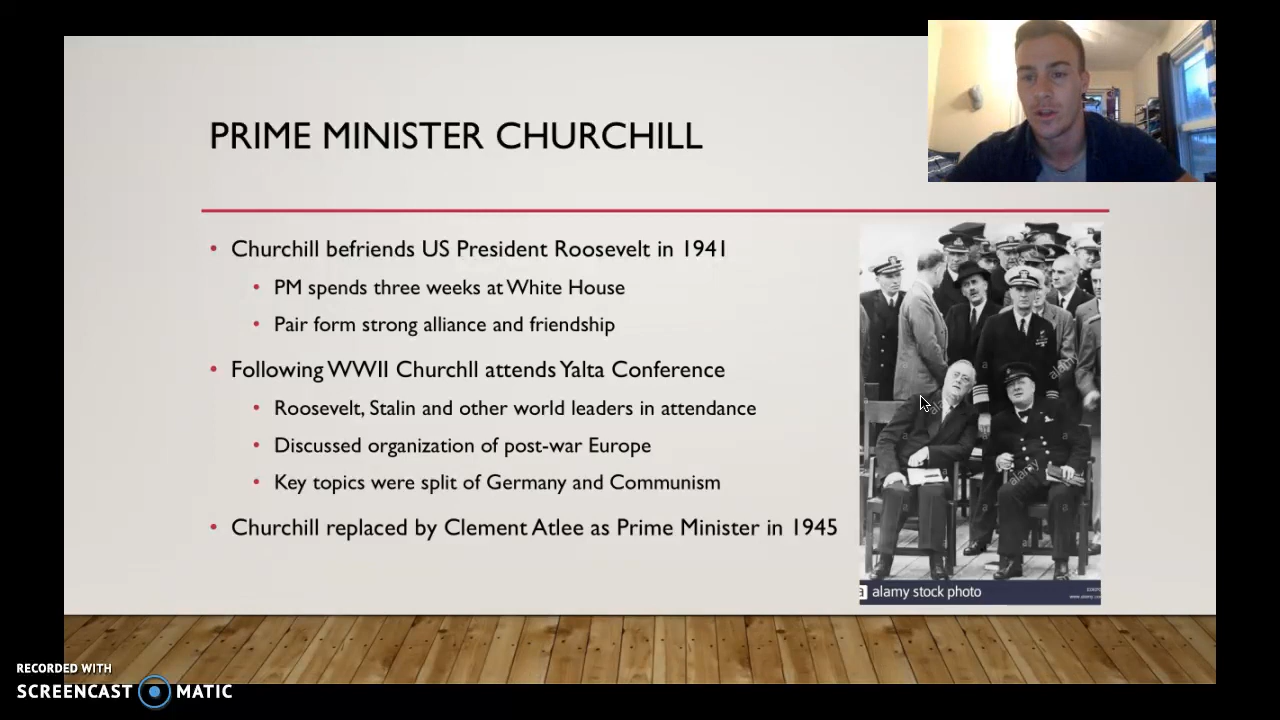 PRIME MINISTER CHURCHILL
• Churchill befriends US President Roosevelt in 1941
• PM spends three weeks at White House
• Pair form strong alliance and friendship
• Following WWII Churchll attends Yalta Conference
• Roosevelt, Stalin and other world leaders in attendance
• Discussed organization of post-war Europe
• Key topics were split of Germany and Communism
• Churchill replaced by Clement Atlee as Prime Minister in 1945
alamy
alamy
a alamy stock photo
RECORDED WITH
SCREENCAST MATIC